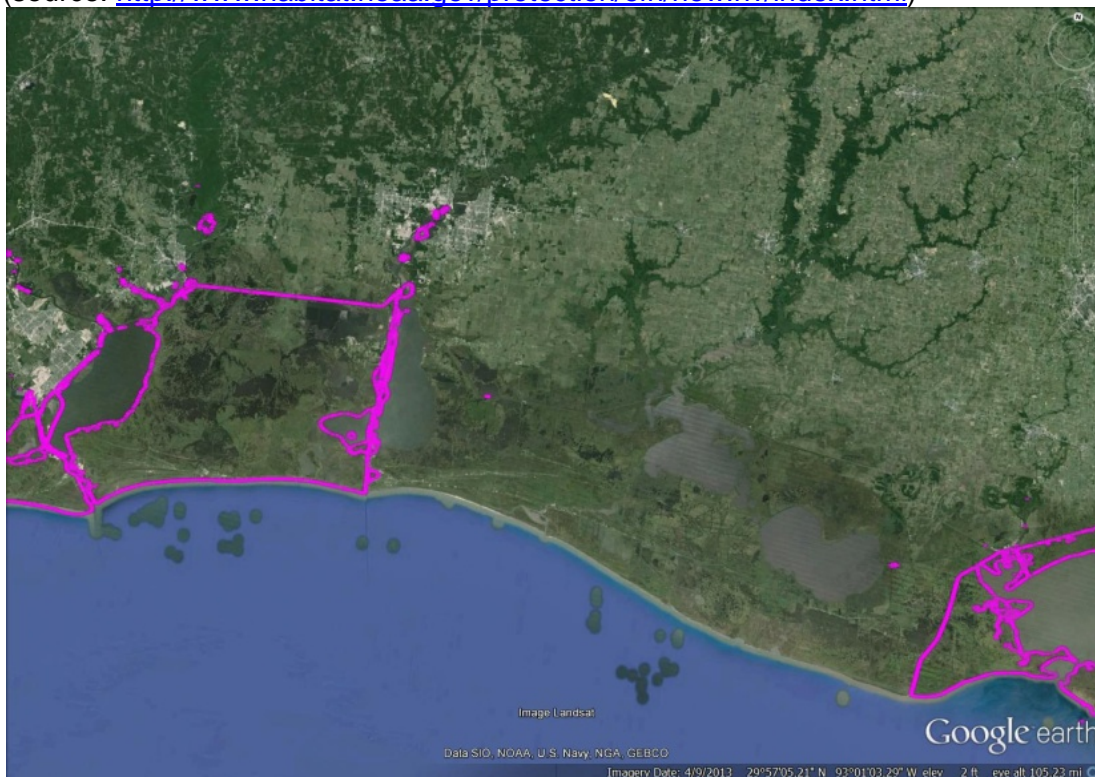 Image Landsat
Data SIO, NOAA, U.S. Navy, NGA, GEBCO
Google earth
Imagery Date: 4/9/2013 29°57'05.21" N 93°01'03.29" W elev 2 ft eye alt 105.23 mi